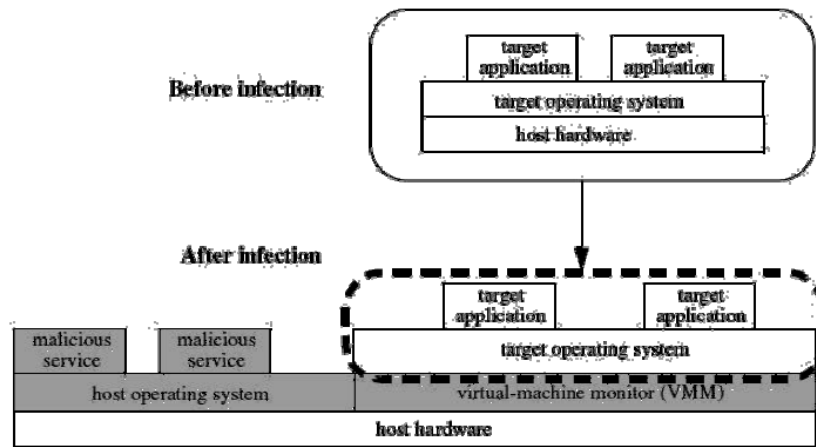 target
application
target
application
Before infection
target operating system
host hardware
After infection
target
application
target
application
malicious
service
malicious
service
target operating system
host operating system
virtual-machine monitor (VMM)
host hardware